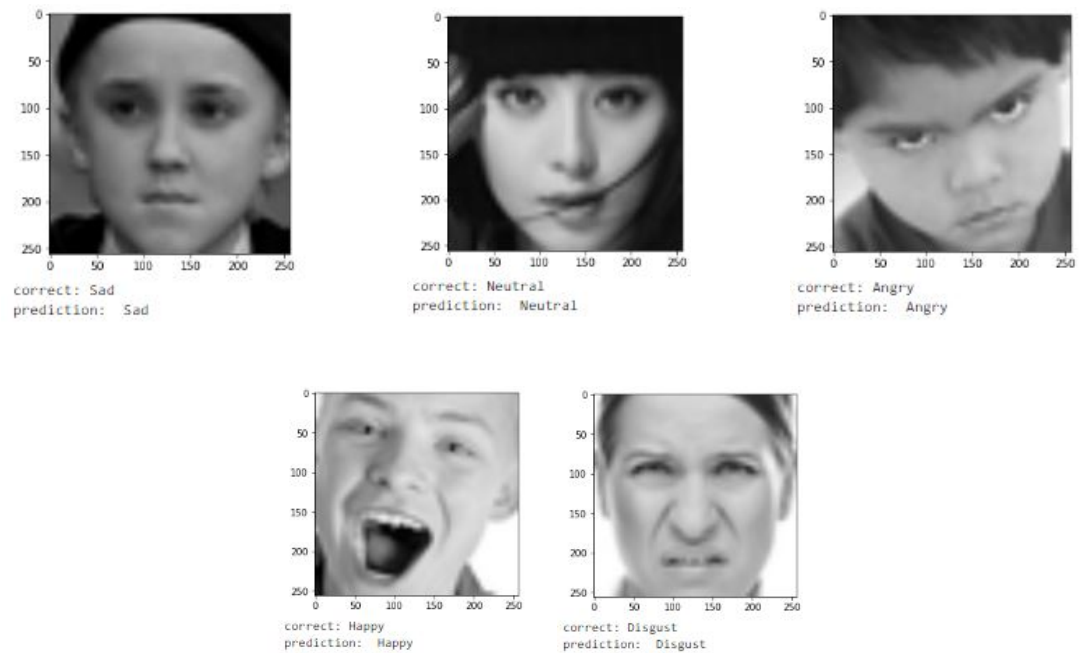 0
50
100
150
200
250
0 50 100 150 200 250
correct: Sad
prediction:  Sad
0
50
100
150
200
250
0 50 100 150 200 250
correct: Neutral
prediction:  Neutral
0
50
100
150
200
250
0 50 100 150 200 250
correct: Angry
prediction:  Angry
0
50
100
150
200
250
0 50 100 150 200 250
correct: Happy
prediction:  Happy
0
50
100
150
200
250
0 50 100 150 200 250
correct: Disgust
prediction:  Disgust